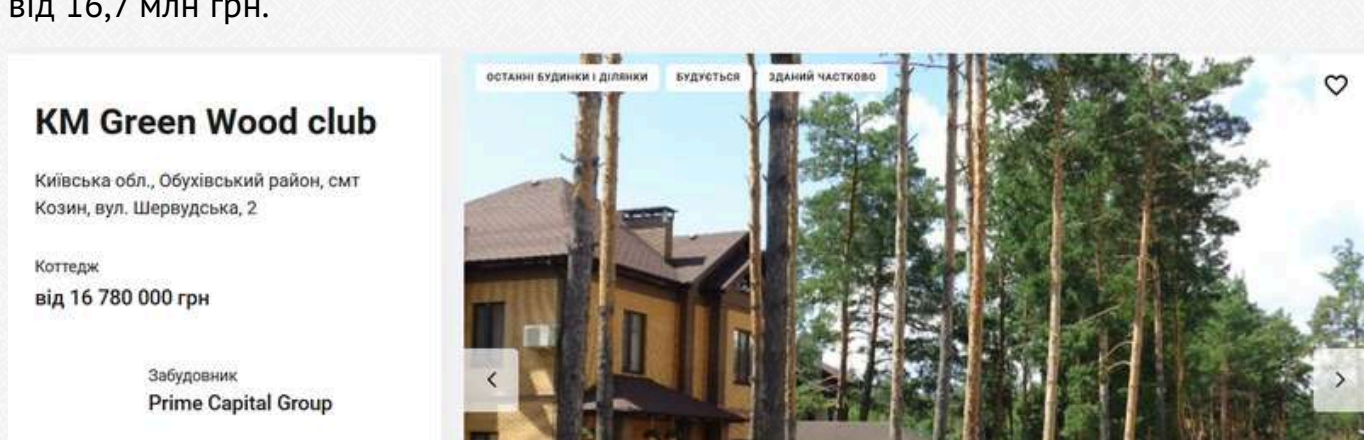 від 16,7 млн грн.
КМ Green Wood club
Київська обл., Обухівський район, смт
Козин, вул. Шервудська, 2
Коттедж
від 16 780 000 грн
Забудовник
Prime Capital Group
ОСТАННІ БУДИНКИ І ДІЛЯНКИ
БУДУЄТЬСЯ
ЗДАНИЙ ЧАСТКОВО